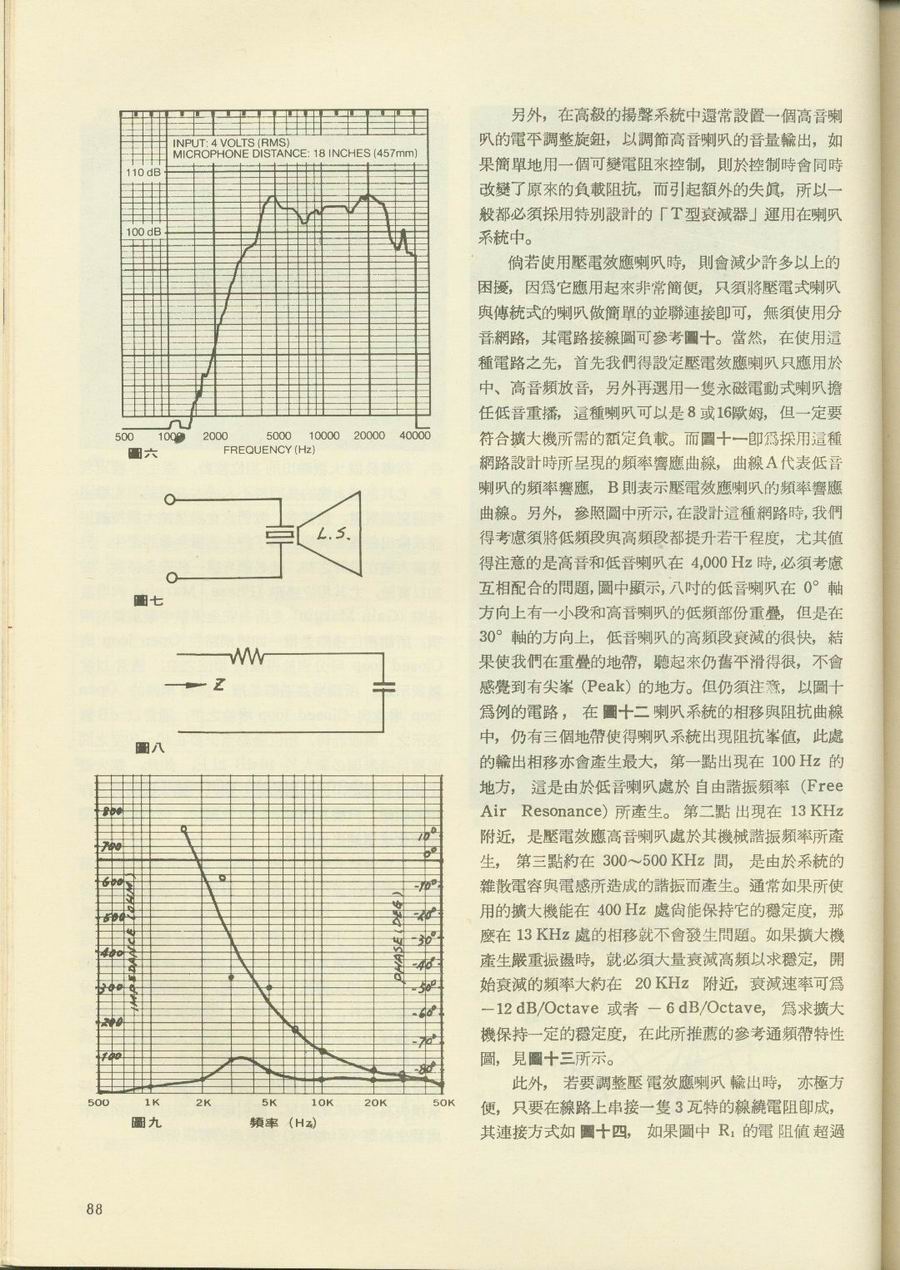 INPUT: 4 VOLTS (RMS)
MICROPHONE DISTANCE: 18 INCHES (457mm)
110 dB
100 dB
500 1000 2000 5000 10000 20000 40000
FREQUENCY (Hz)
圖六
L.S.
圖七
Z
圖八
800
700
600
500
400
300
200
100
IMPEDANCE (OHM)
10°
0°
-10°
-20°
-30°
-40°
-50°
-60°
-70°
-80°
PHASE (DEG)
500 1K 2K 5K 10K 20K 50K
圖九 頻率 (Hz)
另外，在高級的揚聲系統中還常設置一個高音喇
叭的電平調整旋鈕，以調節高音喇叭的音量輸出，如
果簡單地用一個可變電阻來控制，則於控制時會同時
改變了原來的負載阻抗，而引起額外的失眞，所以一
般都必須採用特別設計的「T型衰減器」運用在喇叭
系統中。
倘若使用壓電效應喇叭時，則會減少許多以上的
困擾，因爲它應用起來非常簡便，只須將壓電式喇叭
與傳統式的喇叭做簡單的並聯連接卽可，無須使用分
音網路，其電路接線圖可參考圖十。當然，在使用這
種電路之先，首先我們得設定壓電效應喇叭只應用於
中、高音頻放音，另外再選用一隻永磁電動式喇叭擔
任低音重播，這種喇叭可以是 8 或16歐姆，但一定要
符合擴大機所需的額定負載。而圖十一卽爲採用這種
網路設計時所呈現的頻率響應曲線，曲線A代表低音
喇叭的頻率響應，B則表示壓電效應喇叭的頻率響應
曲線。另外，參照圖中所示,在設計這種網路時,我們
得考慮須將低頻段與高頻段都提升若干程度，尤其値
得注意的是高音和低音喇叭在 4,000 Hz 時,必須考慮
互相配合的問題,圖中顯示,八吋的低音喇叭在 0° 軸
方向上有一小段和高音喇叭的低頻部份重疊，但是在
30° 軸的方向上，低音喇叭的高頻段衰減的很快，結
果使我們在重疊的地帶，聽起來仍舊平滑得很，不會
感覺到有尖峯 (Peak) 的地方。但仍須注意，以圖十
爲例的電路，在 圖十二 喇叭系統的相移與阻抗曲線
中，仍有三個地帶使得喇叭系統出現阻抗峯値，此處
的輸出相移亦會產生最大，第一點出現在 100 Hz 的
地方，這是由於低音喇叭處於 自由諧振頻率 (Free
Air Resonance) 所產生。第二點 出現在 13 KHz
附近，是壓電效應高音喇叭處於其機械諧振頻率所產
生，第三點約在 300～500 KHz 間，是由於系統的
雜散電容與電感所造成的諧振而產生。通常如果所使
用的擴大機能在 400 Hz 處尙能保持它的穩定度，那
麼在 13 KHz 處的相移就不會發生問題。如果擴大機
產生嚴重振盪時，就必須大量衰減高頻以求穩定，開
始衰減的頻率大約在 20 KHz 附近，衰減速率可爲
－12 dB/Octave 或者 － 6 dB/Octave，爲求擴大
機保持一定的穩定度，在此所推薦的參考通頻帶特性
圖，見圖十三所示。
此外，若要調整壓 電效應喇叭 輸出時，亦極方
便，只要在線路上串接一隻 3 瓦特的線繞電阻卽成，
其連接方式如 圖十四，如果圖中 R₁ 的電 阻値 超過
88